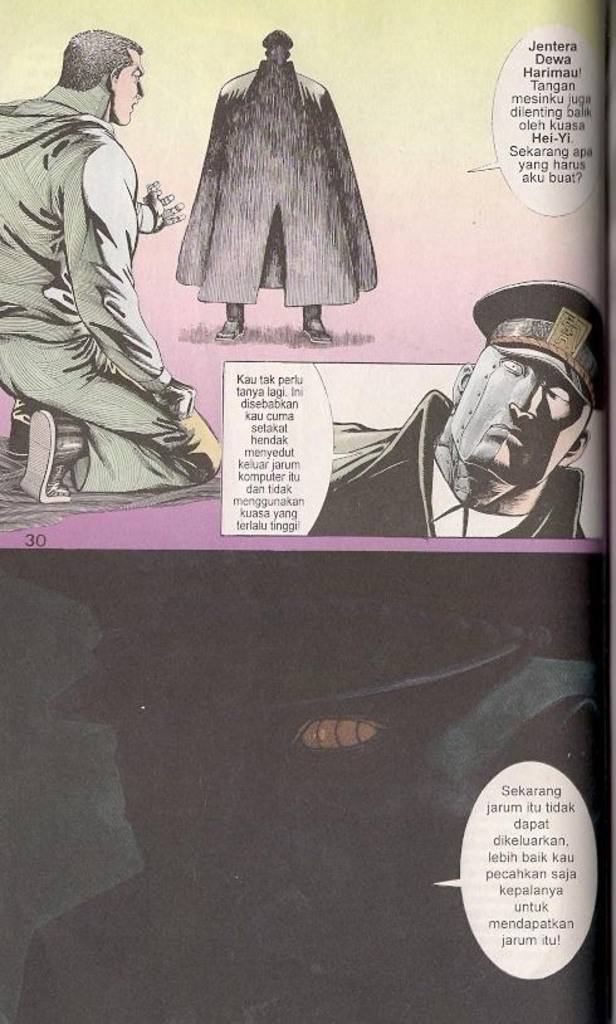 Jentera
Dewa
Harimau!
Tangan
mesinku juga
dilenting balik
oleh kuasa
Hei-Yi.
Sekarang apa
yang harus
aku buat?
Kau tak perlu
tanya lagi. Ini
disebabkan
kau cuma
setakat
hendak
menyedut
keluar jarum
komputer itu
dan tidak
menggunakan
kuasa yang
terlalu tinggi!
30
Sekarang
jarum itu tidak
dapat
dikeluarkan,
lebih baik kau
pecahkan saja
kepalanya
untuk
mendapatkan
jarum itu!